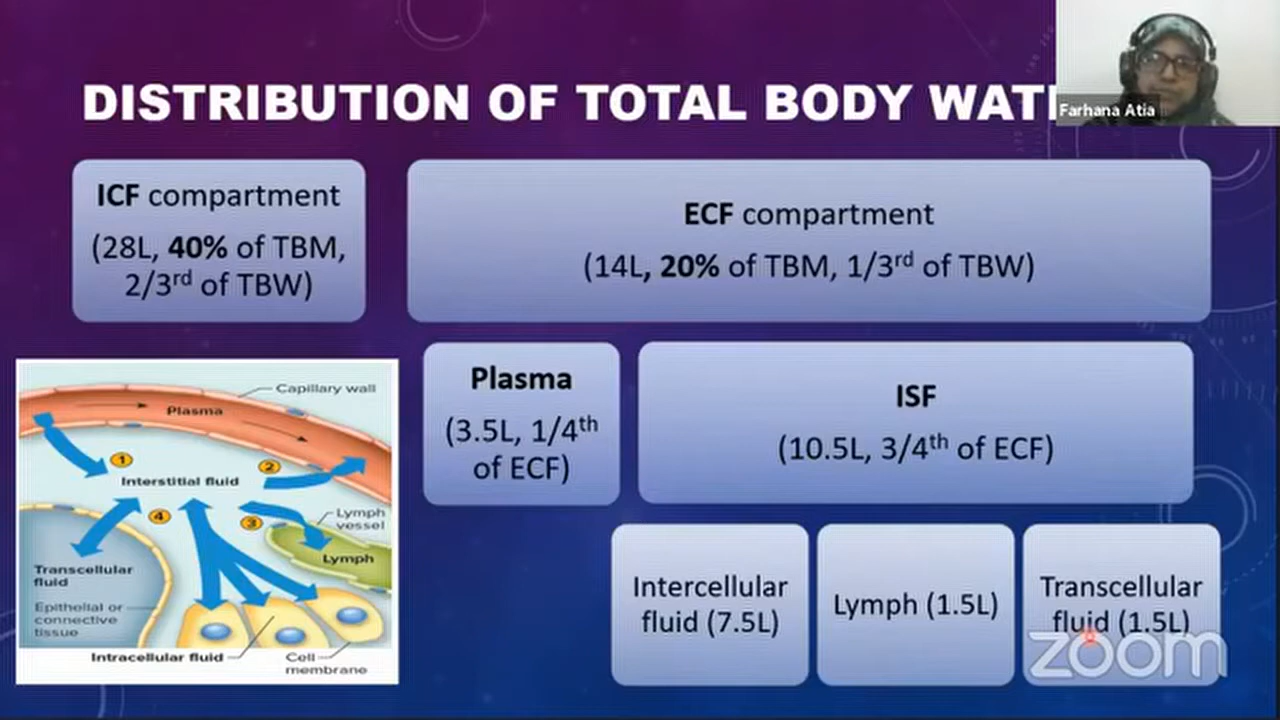 DISTRIBUTION OF TOTAL BODY WAT
Farhana Atia
ICF compartment
(28L, 40% of TBM,
2/3rd of TBW)
ECF compartment
(14L, 20% of TBM, 1/3rd of TBW)
Plasma
(3.5L, 1/4th
of ECF)
ISF
(10.5L, 3/4th of ECF)
Intercellular
fluid (7.5L)
Lymph (1.5L)
Transcellular
fluid (1.5L)
Capillary wall
Plasma
1
2
Interstitial fluid
4
3
Lymph
vessel
Lymph
Transcellular
fluid
Epithelial or
connective
tissue
Intracellular fluid
Cell
membrane
zoom